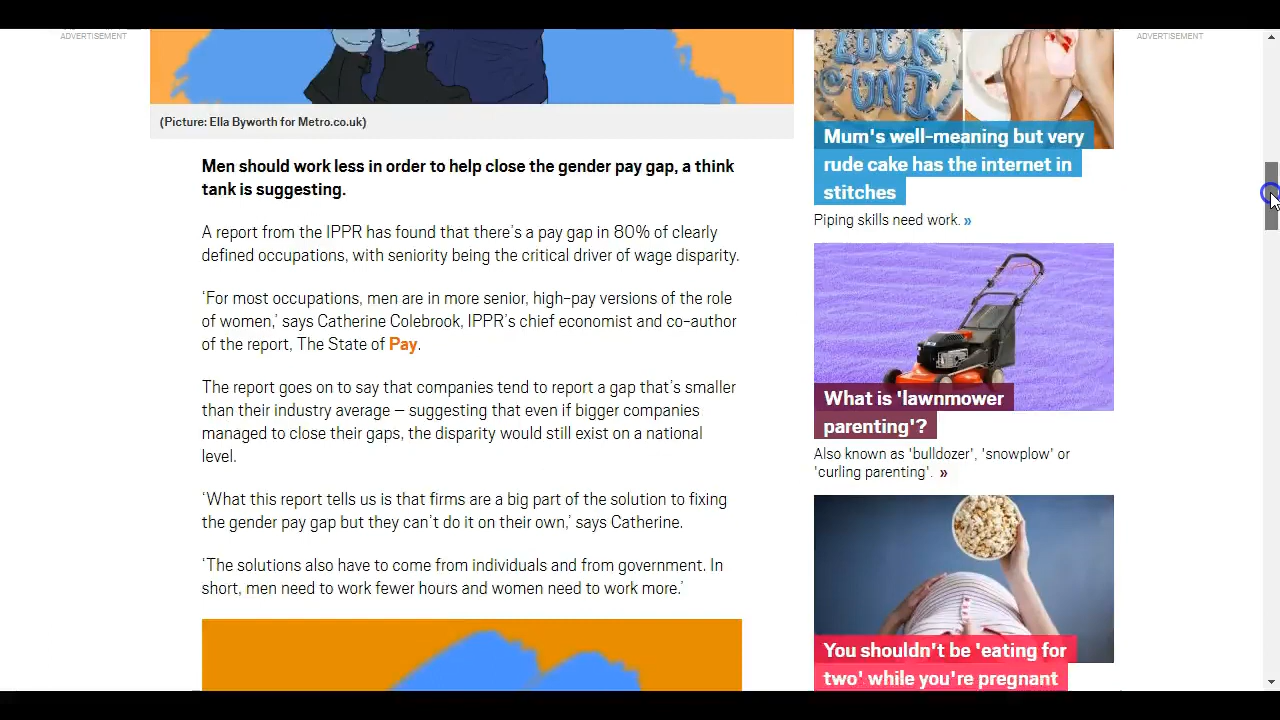 ADVERTISEMENT
ADVERTISEMENT
(Picture: Ella Byworth for Metro.co.uk)
Men should work less in order to help close the gender pay gap, a think
tank is suggesting.
A report from the IPPR has found that there's a pay gap in 80% of clearly
defined occupations, with seniority being the critical driver of wage disparity.
‘For most occupations, men are in more senior, high-pay versions of the role
of women,’ says Catherine Colebrook, IPPR’s chief economist and co-author
of the report, The State of Pay.
The report goes on to say that companies tend to report a gap that’s smaller
than their industry average – suggesting that even if bigger companies
managed to close their gaps, the disparity would still exist on a national
level.
‘What this report tells us is that firms are a big part of the solution to fixing
the gender pay gap but they can’t do it on their own,’ says Catherine.
‘The solutions also have to come from individuals and from government. In
short, men need to work fewer hours and women need to work more.’
Mum's well-meaning but very
rude cake has the internet in
stitches
Piping skills need work. »
What is 'lawnmower
parenting'?
Also known as 'bulldozer', 'snowplow' or
'curling parenting'. »
You shouldn't be 'eating for
two' while you're pregnant